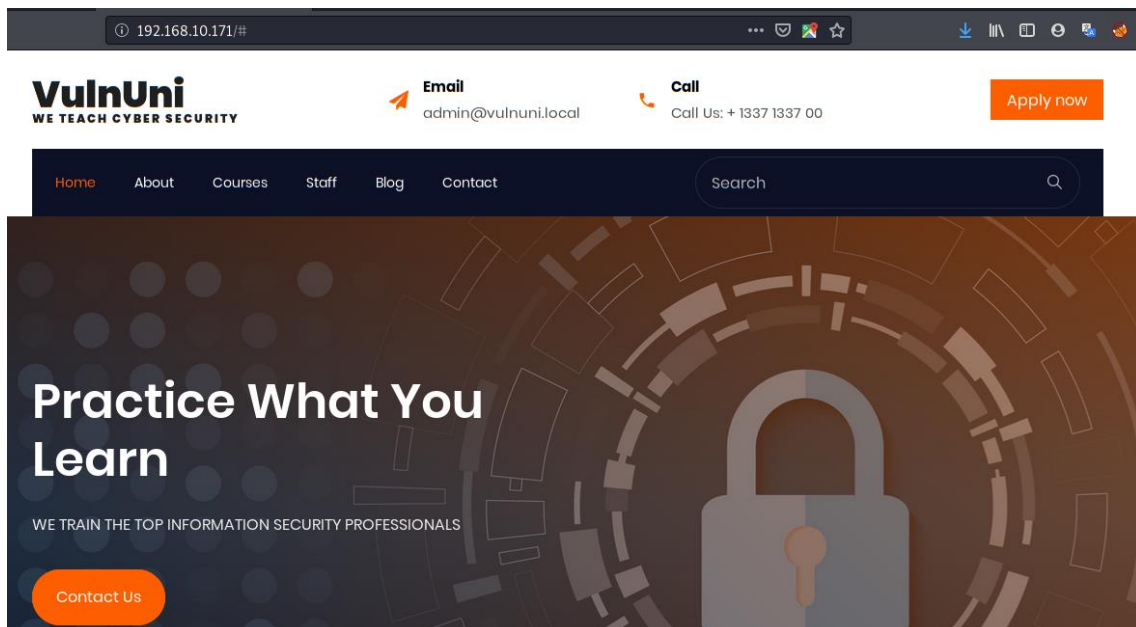 192.168.10.171/#
VulnUni
WE TEACH CYBER SECURITY
Email
admin@vulnuni.local
Call
Call Us: + 1337 1337 00
Apply now
Home About Courses Staff Blog Contact Search
Practice What You
Learn
WE TRAIN THE TOP INFORMATION SECURITY PROFESSIONALS
Contact Us